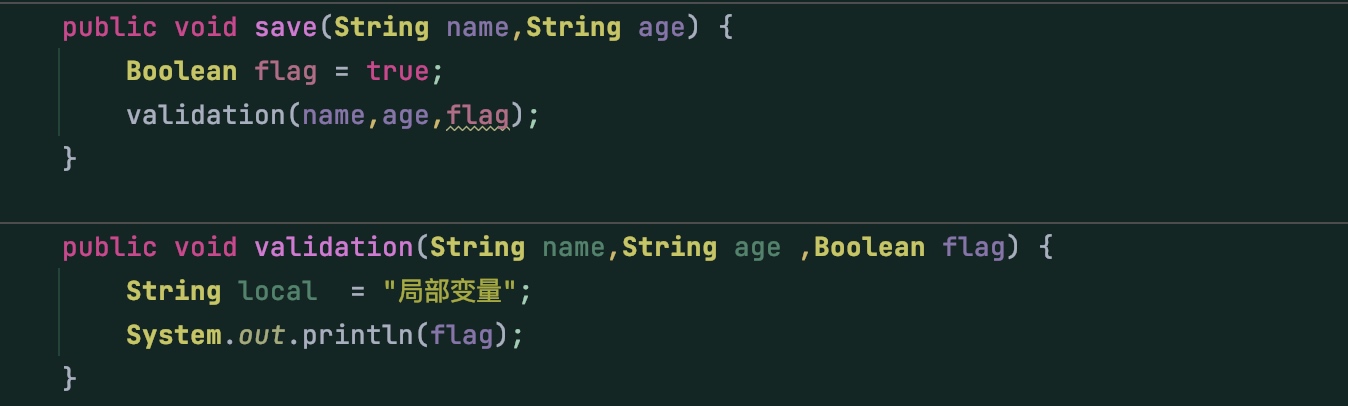 public void save(String name,String age) {
Boolean flag = true;
validation(name,age,flag);
}
public void validation(String name,String age ,Boolean flag) {
String local  = "局部变量";
System.out.println(flag);
}